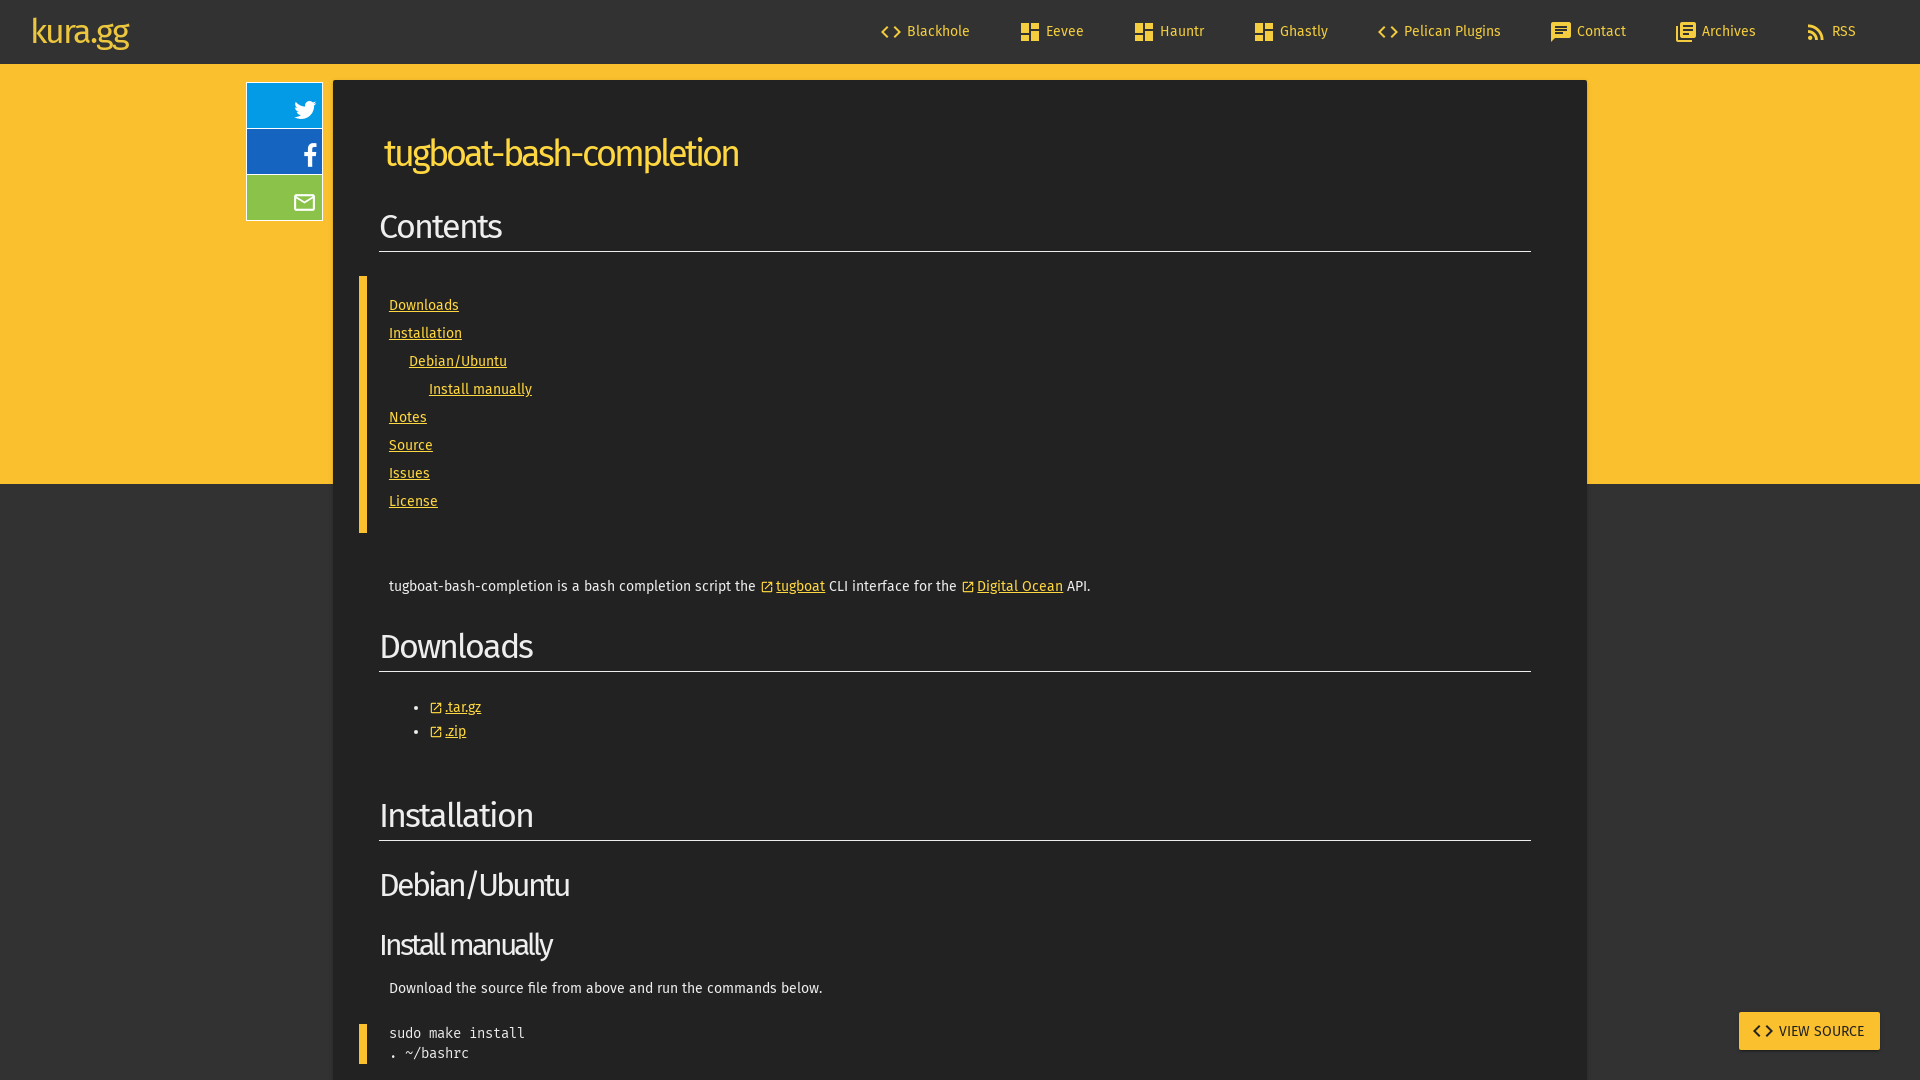 kura.gg
Blackhole
Eevee
Hauntr
Ghastly
Pelican Plugins
Contact
Archives
RSS
tugboat-bash-completion
Contents
Downloads
Installation
Debian/Ubuntu
Install manually
Notes
Source
Issues
License
tugboat-bash-completion is a bash completion script the tugboat CLI interface for the Digital Ocean API.
Downloads
.tar.gz
.zip
Installation
Debian/Ubuntu
Install manually
Download the source file from above and run the commands below.
sudo make install
. ~/bashrc
VIEW SOURCE